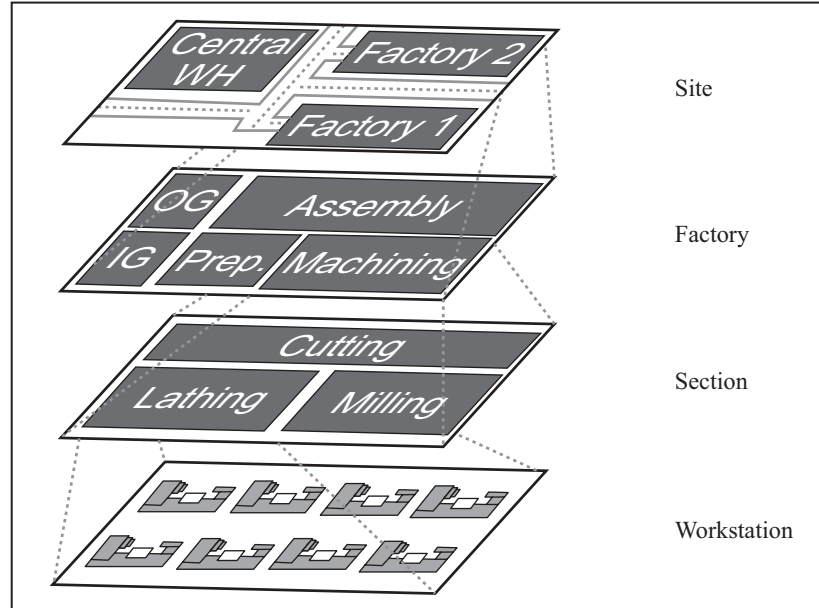 Central
WH
Factory 2
Factory 1
Site
OG
Assembly
IG
Prep.
Machining
Factory
Cutting
Lathing
Milling
Section
Workstation